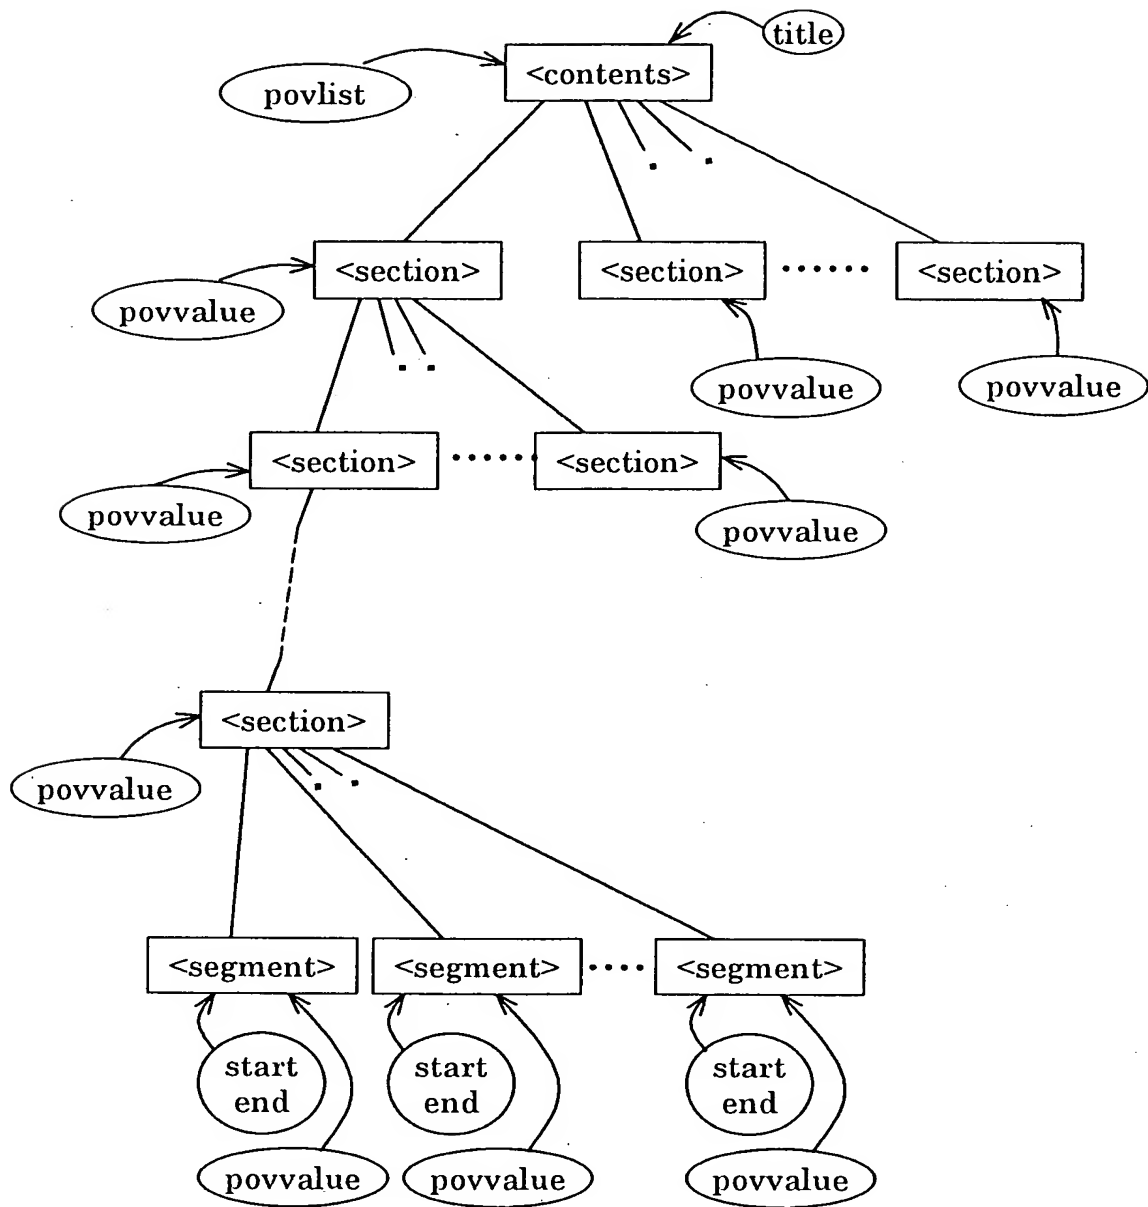 title
<contents>
povlist
<section>
<section>
<section>
povvalue
povvalue
povvalue
<section>
<section>
povvalue
povvalue
<section>
povvalue
<segment>
<segment>
<segment>
start
end
start
end
start
end
povvalue
povvalue
povvalue